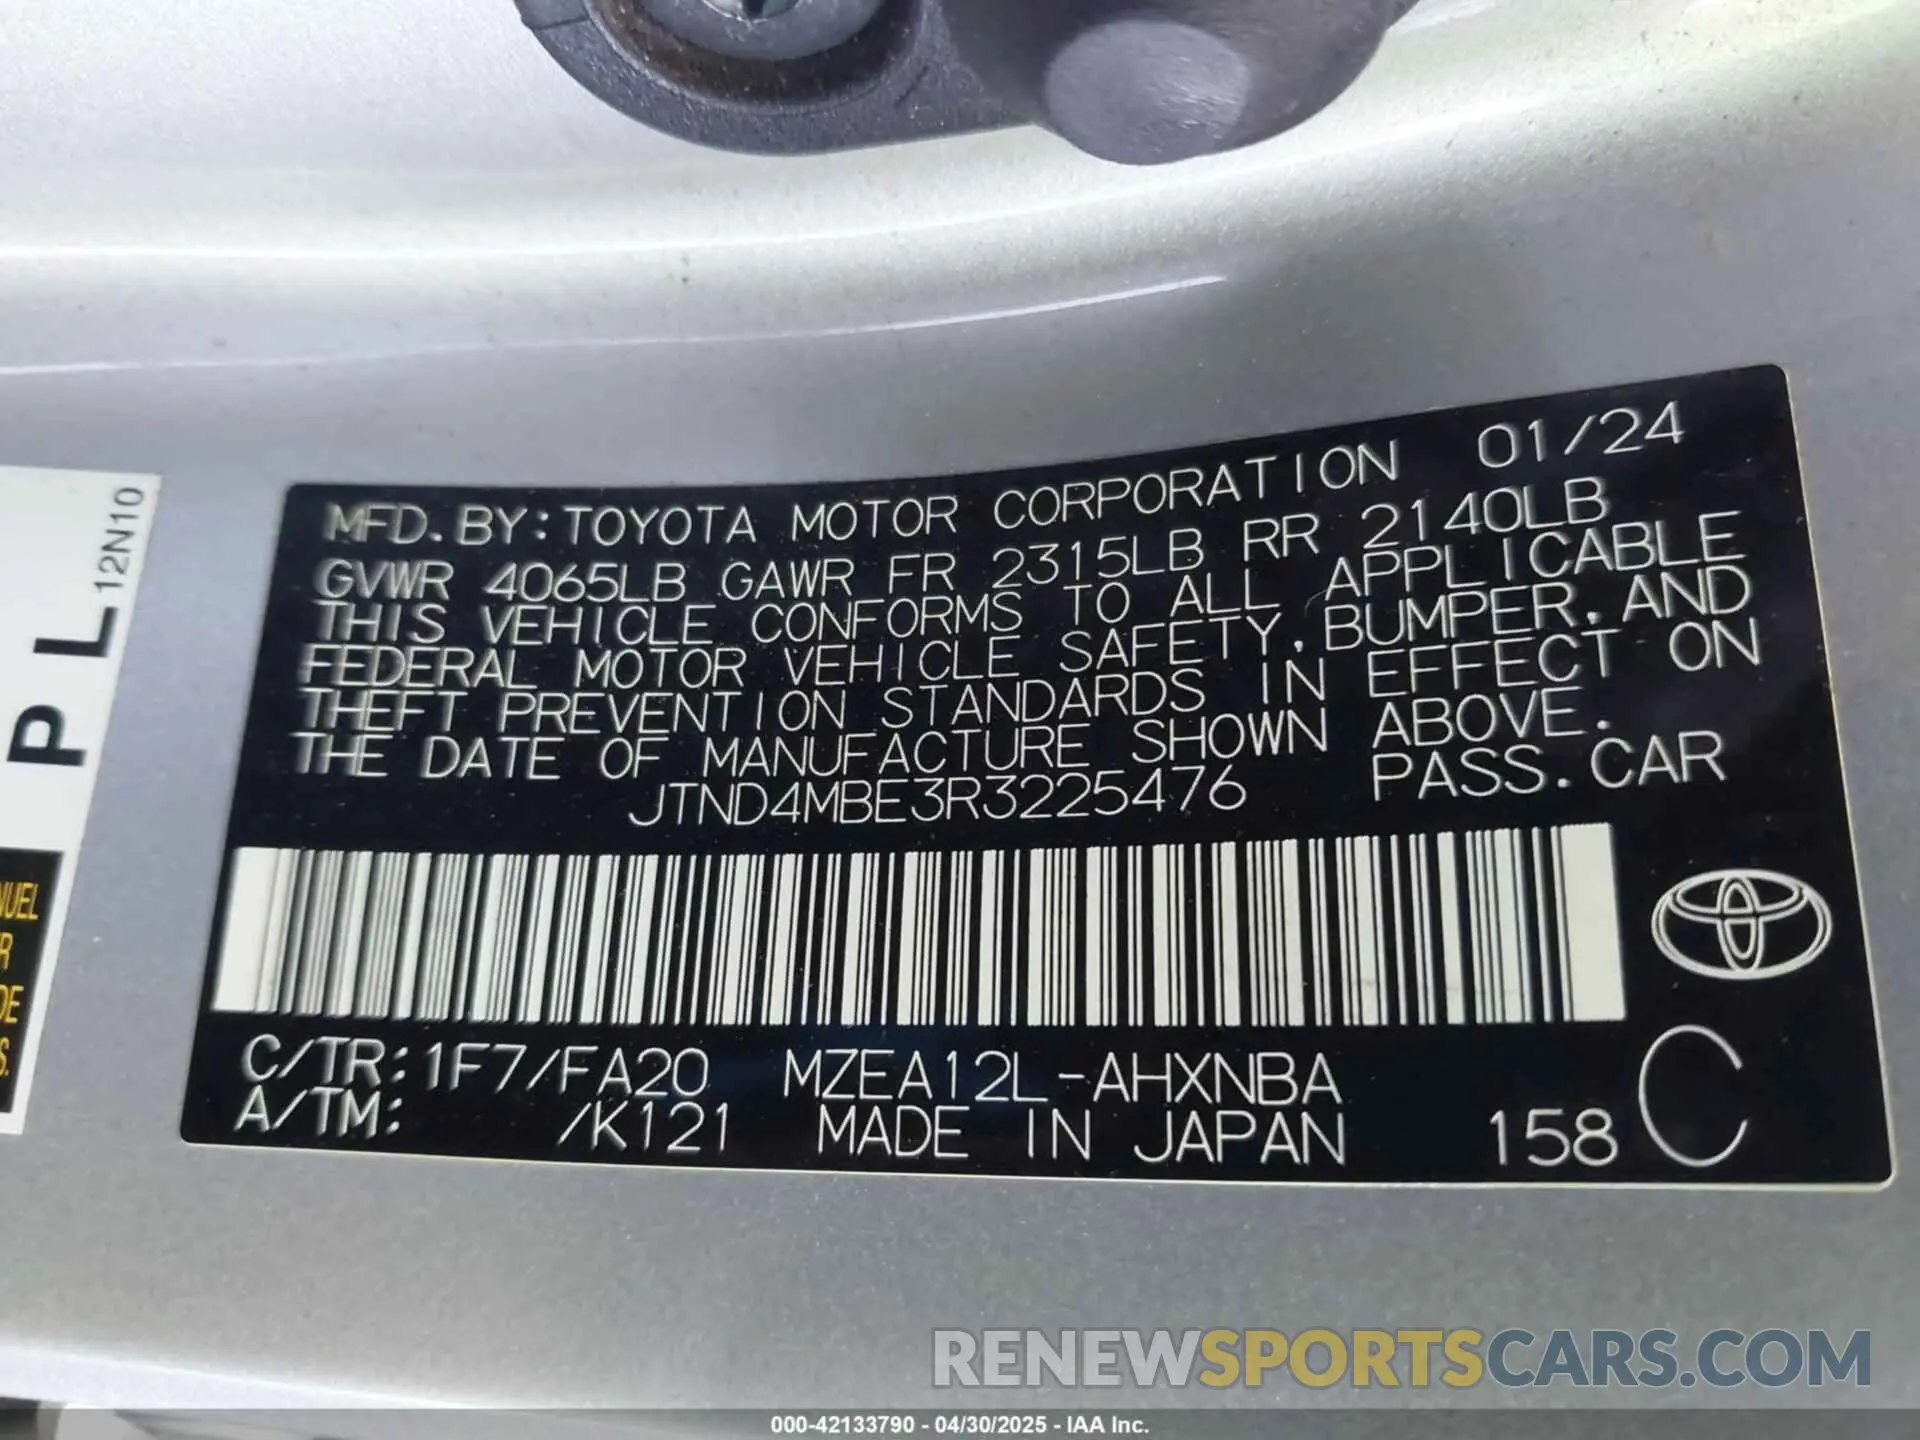 MFD. BY: TOYOTA MOTOR CORPORATION 01/24
GVWR 4065LB GAWR FR 2315LB RR 2140LB
THIS VEHICLE CONFORMS TO ALL APPLICABLE
FEDERAL MOTOR VEHICLE SAFETY, BUMPER, AND
THEFT PREVENTION STANDARDS IN EFFECT ON
THE DATE OF MANUFACTURE SHOWN ABOVE.
JTND4MBE3R3225476 PASS. CAR
C/TR: 1F7/FA20 MZEA12L-AHXNBA
A/TM: /K121 MADE IN JAPAN 158 C
P L 12N10
NUEL
R
DE
S.
RENEWSPORTSCARS.COM
000-42133790 - 04/30/2025 - IAA Inc.